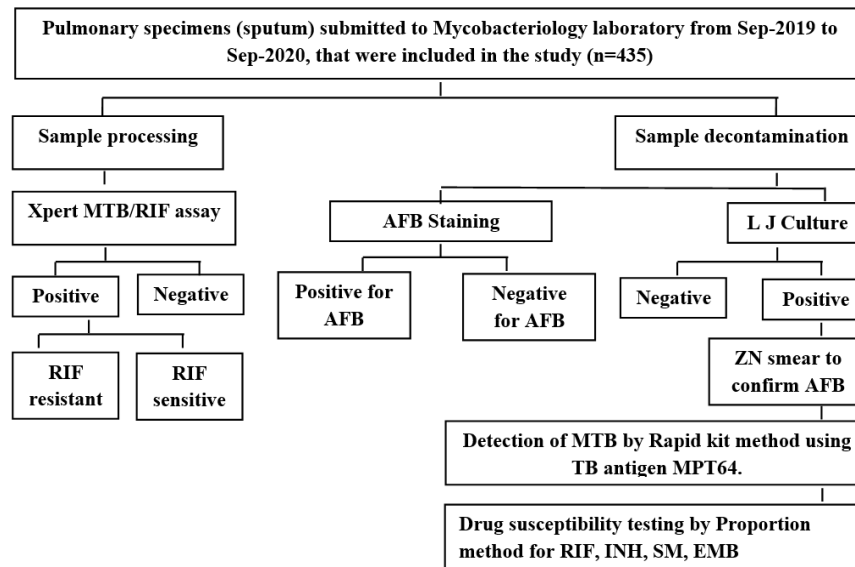 Pulmonary specimens (sputum) submitted to Mycobacteriology laboratory from Sep-2019 to
Sep-2020, that were included in the study (n=435)
Sample processing
Sample decontamination
Xpert MTB/RIF assay
AFB Staining
L J Culture
Positive
Negative
Positive for
AFB
Negative
for AFB
Negative
Positive
RIF
resistant
RIF
sensitive
ZN smear to
confirm AFB
Detection of MTB by Rapid kit method using
TB antigen MPT64.
Drug susceptibility testing by Proportion
method for RIF, INH, SM, EMB